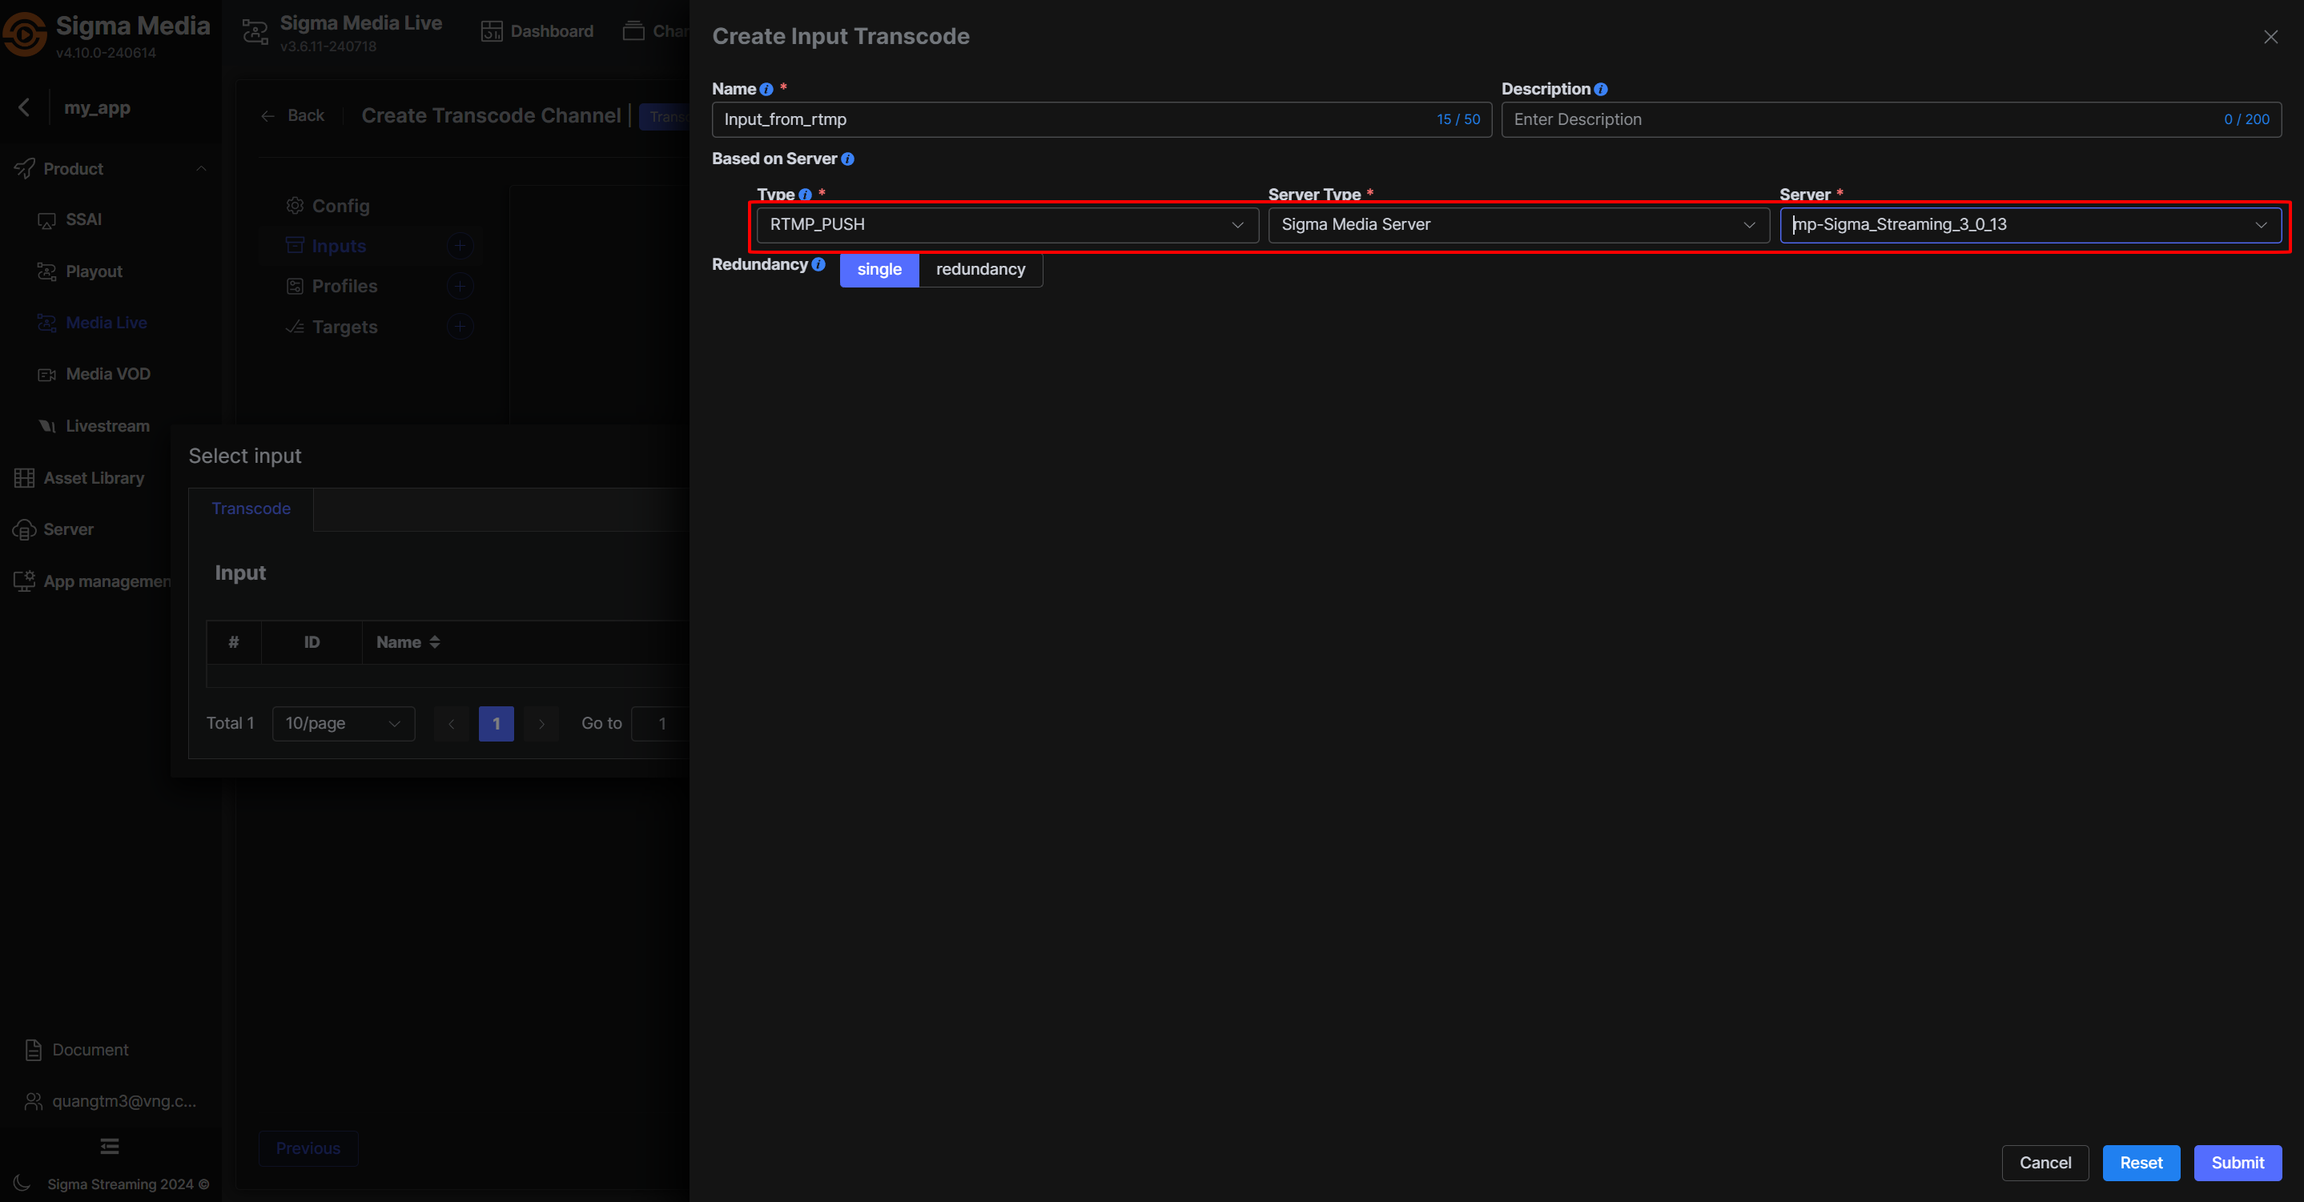 Sigma Media
v4.10.0-240614
my_app
Product
SSAI
Playout
Media Live
Media VOD
Livestream
Asset Library
Server
App managemen
Document
quangtm3@vng.c...
Sigma Streaming 2024 ©
Sigma Media Live
v3.6.11-240718
Dashboard
Back
Create Transcode Channel
Config
Inputs
Profiles
Targets
Select input
Transcode
Input
# ID Name
Total 1 10/page 1 Go to 1
Previous
Create Input Transcode
Name * Description
Input_from_rtmp 15 / 50 Enter Description 0 / 200
Based on Server
Type * Server Type * Server *
RTMP_PUSH Sigma Media Server mp-Sigma_Streaming_3_0_13
Redundancy single redundancy
Cancel Reset Submit